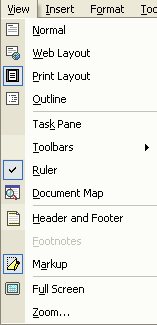 View Insert Format Too
Normal
Web Layout
Print Layout
Outline
Task Pane
Toolbars
Ruler
Document Map
Header and Footer
Footnotes
Markup
Full Screen
Zoom...